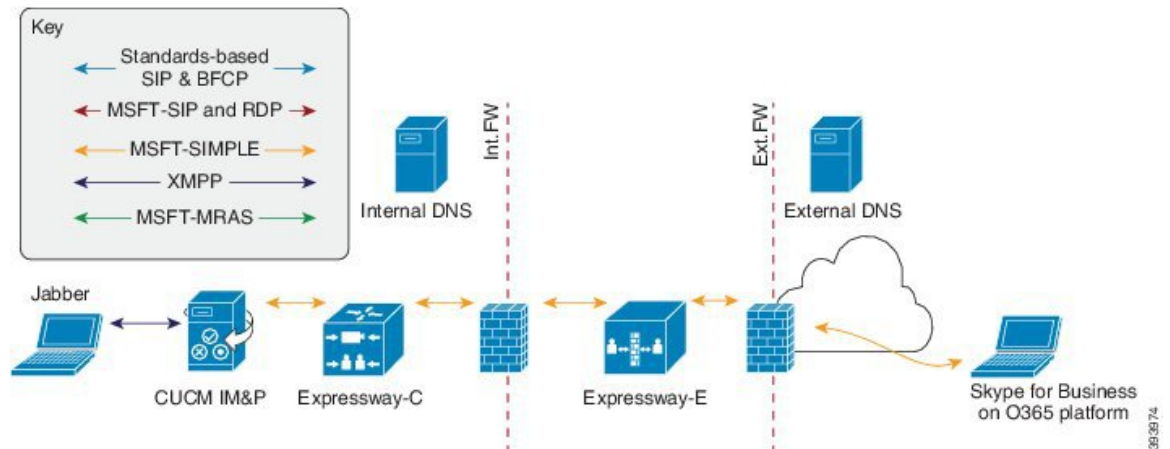 Key
Standards-based
SIP & BFCP
MSFT-SIP and RDP
MSFT-SIMPLE
XMPP
MSFT-MRAS
Internal DNS
Int.FW
Ext.FW
External DNS
Jabber
CUCM IM&P
Expressway-C
Expressway-E
Skype for Business
on O365 platform
393974